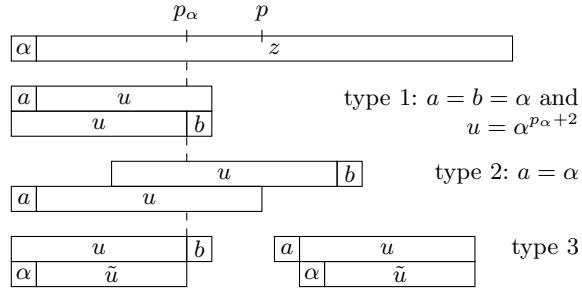 pα p
α z
a u type 1: a = b = α and
u b u = α^{pα+2}
u b type 2: a = α
a u
u b a u type 3
α ũ α ũ